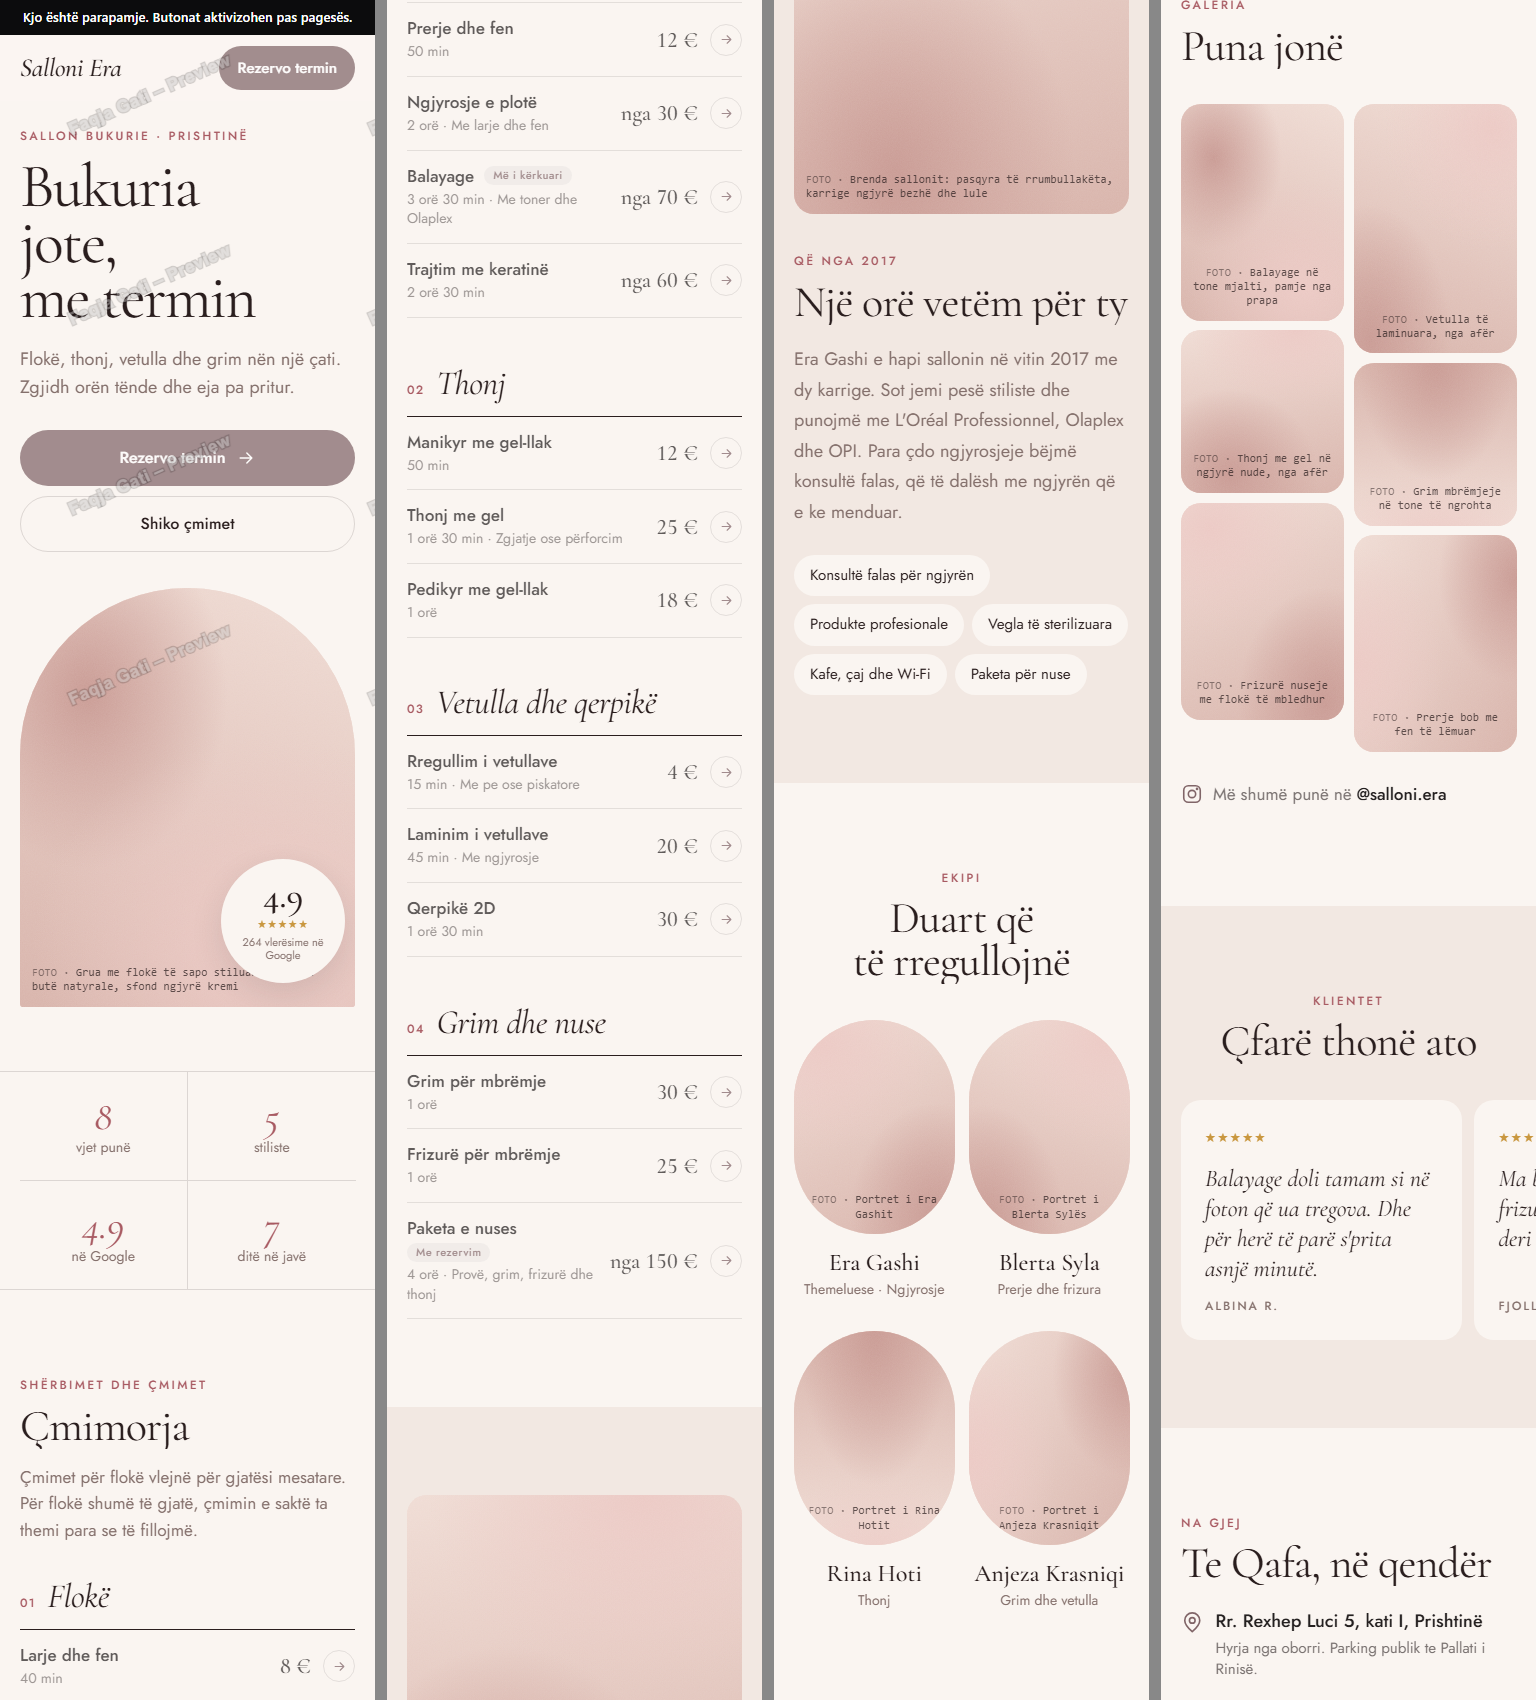 Kjo është parapamje. Butonat aktivizohen pas pagesës.
Salloni Era
Rezervo termin
Faqja Gati – Preview
SALLON BUKURIE · PRISHTINË
Bukuria
jote,
me termin
Faqja Gati – Preview
Flokë, thonj, vetulla dhe grim nën një çati.
Zgjidh orën tënde dhe eja pa pritur.
Rezervo termin →
Faqja Gati – Preview
Shiko çmimet
Faqja Gati – Preview
4.9
★★★★★
264 vlerësime në
Google
FOTO · Grua me flokë të sapo
butë natyrale, sfond ngjyrë kremi
8
vjet punë
5
stiliste
4.9
në Google
7
ditë në javë
SHËRBIMET DHE ÇMIMET
Çmimorja
Çmimet për flokë vlejnë për gjatësi mesatare.
Për flokë shumë të gjatë, çmimin e saktë ta
themi para se të fillojmë.
01 Flokë
Larje dhe fen
40 min
8 € →
Prerje dhe fen
50 min
12 € →
Ngjyrosje e plotë
2 orë · Me larje dhe fen
nga 30 € →
Balayage Më i kërkuari
3 orë 30 min · Me toner dhe
Olaplex
nga 70 € →
Trajtim me keratinë
2 orë 30 min
nga 60 € →
02 Thonj
Manikyr me gel-llak
50 min
12 € →
Thonj me gel
1 orë 30 min · Zgjatje ose përforcim
25 € →
Pedikyr me gel-llak
1 orë
18 € →
03 Vetulla dhe qerpikë
Rregullim i vetullave
15 min · Me pe ose piskatore
4 € →
Laminim i vetullave
45 min · Me ngjyrosje
20 € →
Qerpikë 2D
1 orë 30 min
30 € →
04 Grim dhe nuse
Grim për mbrëmje
1 orë
30 € →
Frizurë për mbrëmje
1 orë
25 € →
Paketa e nuses
Me rezervim
4 orë · Provë, grim, frizurë dhe
thonj
nga 150 € →
FOTO · Brenda sallonit: pasqyra të rrumbullakëta,
karrige ngjyrë bezhë dhe lule
QË NGA 2017
Një orë vetëm për ty
Era Gashi e hapi sallonin në vitin 2017 me
dy karrige. Sot jemi pesë stiliste dhe
punojmë me L'Oréal Professionnel, Olaplex
dhe OPI. Para çdo ngjyrosjeje bëjmë
konsultë falas, që të dalësh me ngjyrën që
e ke menduar.
Konsultë falas për ngjyrën
Produkte profesionale
Vegla të sterilizuara
Kafe, çaj dhe Wi-Fi
Paketa për nuse
EKIPI
Duart që
të rregullojnë
FOTO · Portret i Era
Gashit
Era Gashi
Themeluese · Ngjyrosje
FOTO · Portret i
Blerta Sylës
Blerta Syla
Prerje dhe frizura
FOTO · Portret i Rina
Hotit
Rina Hoti
Thonj
FOTO · Portret i
Anjeza Krasniqit
Anjeza Krasniqi
Grim dhe vetulla
GALERIA
Puna jonë
FOTO · Balayage në
tone mjalti, pamje nga
prapa
FOTO · Vetulla të
laminuara, nga afër
FOTO · Thonj me gel në
ngjyrë nude, nga afër
FOTO · Grim mbrëmjeje
në tone të ngrohta
FOTO · Frizurë nuseje
me flokë të mbledhur
FOTO · Prerje bob me
fen të lëmuar
Më shumë punë në @salloni.era
KLIENTET
Çfarë thonë ato
★★★★★
Balayage doli tamam si në
foton që ua tregova. Dhe
për herë të parë s'prita
asnjë minutë.
ALBINA R.
★★★
Ma
deri
NA GJEJ
Te Qafa, në qendër
Rr. Rexhep Luci 5, kati I, Prishtinë
Hyrja nga oborri. Parking publik te Pallati i
Rinisë.